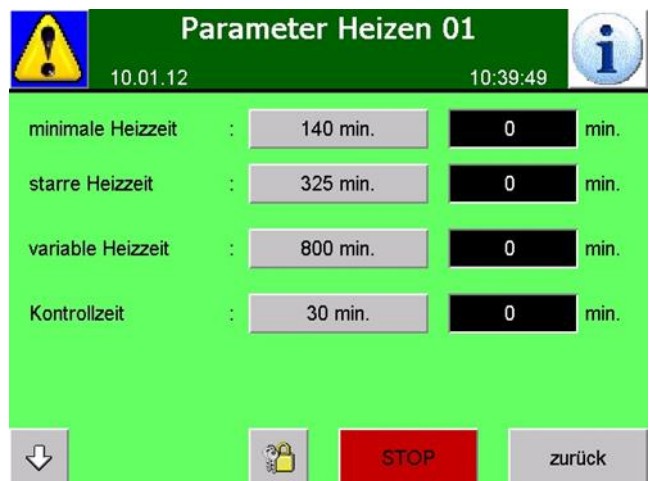 Parameter Heizen 01
10.01.12 10:39:49
minimale Heizzeit : 140 min. 0 min.
starre Heizzeit : 325 min. 0 min.
variable Heizzeit : 800 min. 0 min.
Kontrollzeit : 30 min. 0 min.
STOP zurück